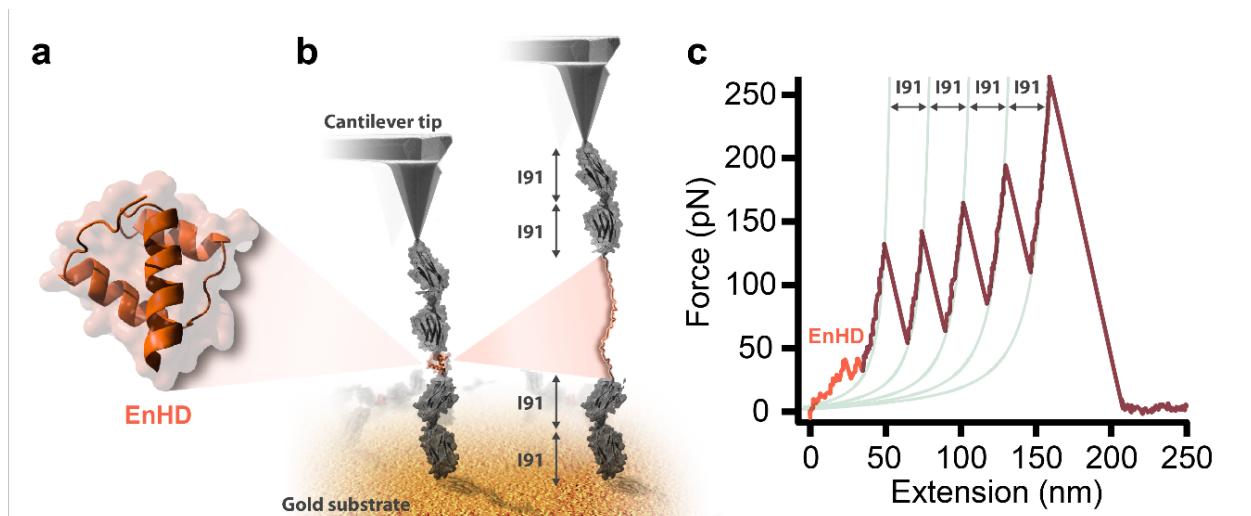 a
EnHD
b
Cantilever tip
I91
I91
I91
I91
Gold substrate
c
I91 I91 I91 I91
EnHD
Force (pN)
250
200
150
100
50
0
0 50 100 150 200 250
Extension (nm)